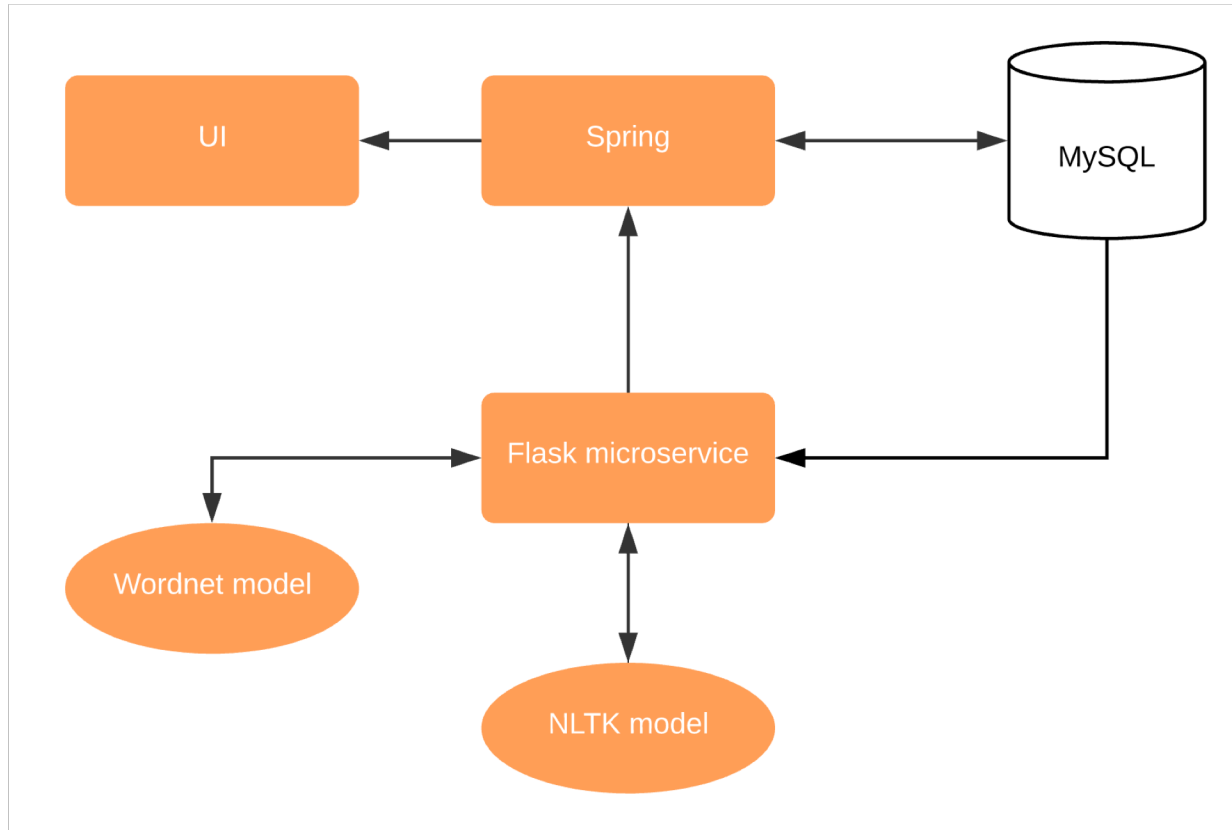 UI
Spring
MySQL
Flask microservice
Wordnet model
NLTK model